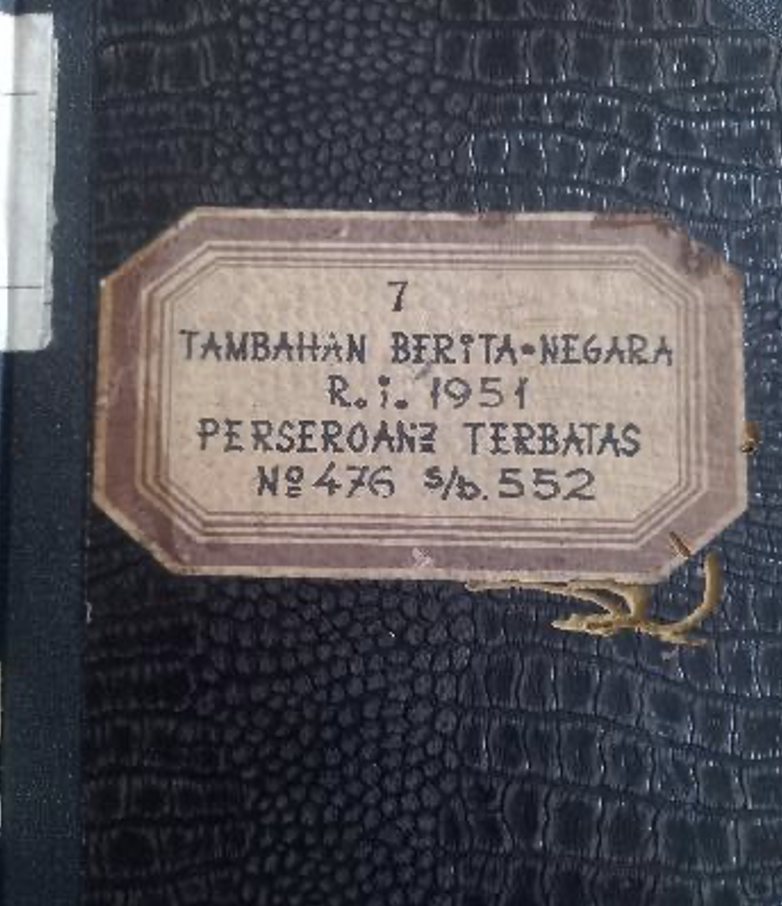 7
TAMBAHAN BERiTA-NEGARA
R.i. 1951
PERSEROAN2 TERBATAS
No 476 s/b. 552